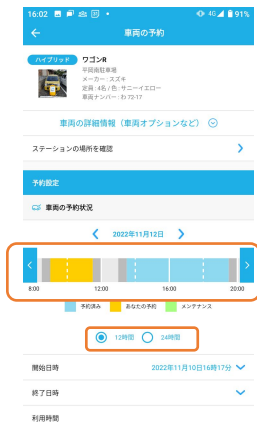 16:02
4G 91%
車両の予約
ハイブリッド ワゴンR
平岡南駐車場
メーカー：スズキ
定員：4名 / 色：サニーイエロー
車両ナンバー：わ 72-17
車両の詳細情報（車両オプションなど）
ステーションの場所を確認
予約設定
車両の予約状況
2022年11月12日
8:00 12:00 16:00 20:00
予約済み あなたの予約 メンテナンス
12時間 24時間
開始日時 2022年11月10日16時17分
終了日時
利用時間